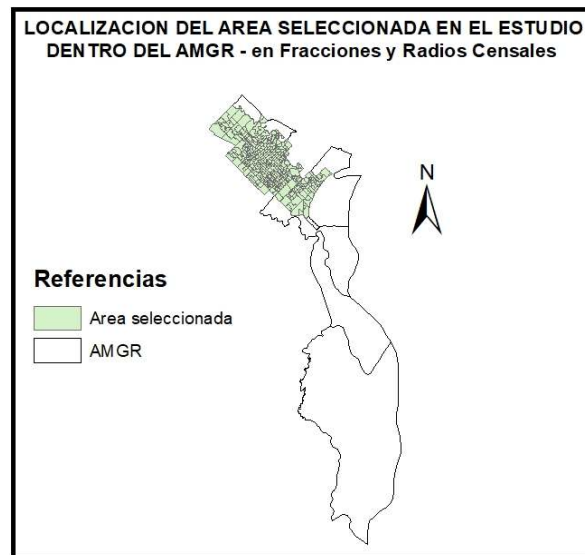 LOCALIZACION DEL AREA SELECCIONADA EN EL ESTUDIO
DENTRO DEL AMGR - en Fracciones y Radios Censales
N
Referencias
Area seleccionada
AMGR